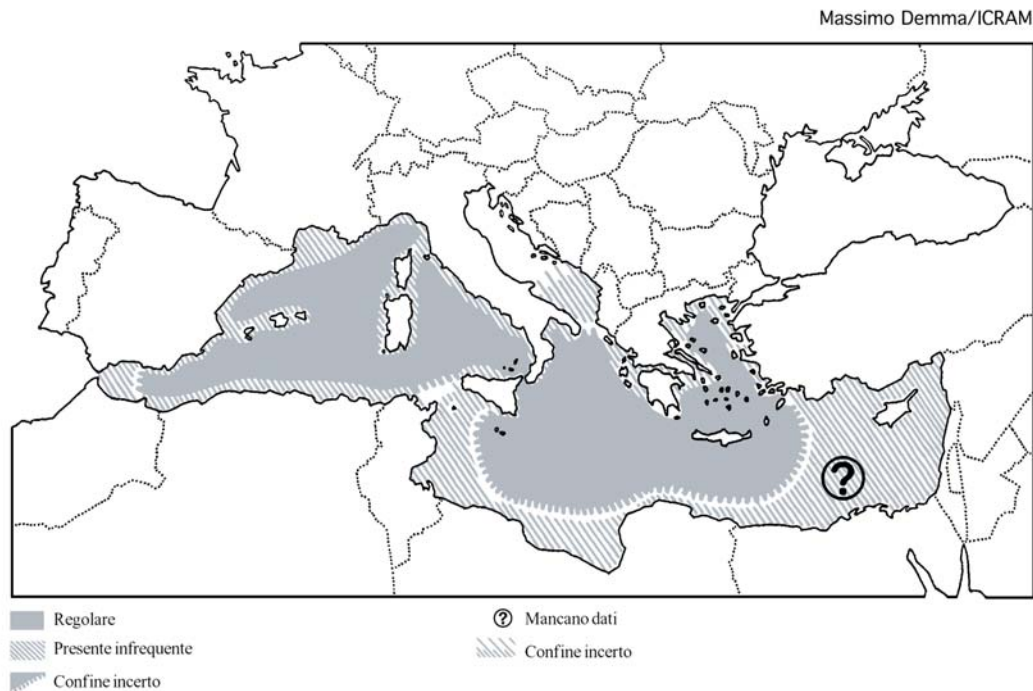 Massimo Demma/ICRAM
?
Regolare
Presente infrequente
Confine incerto
? Mancano dati
Confine incerto